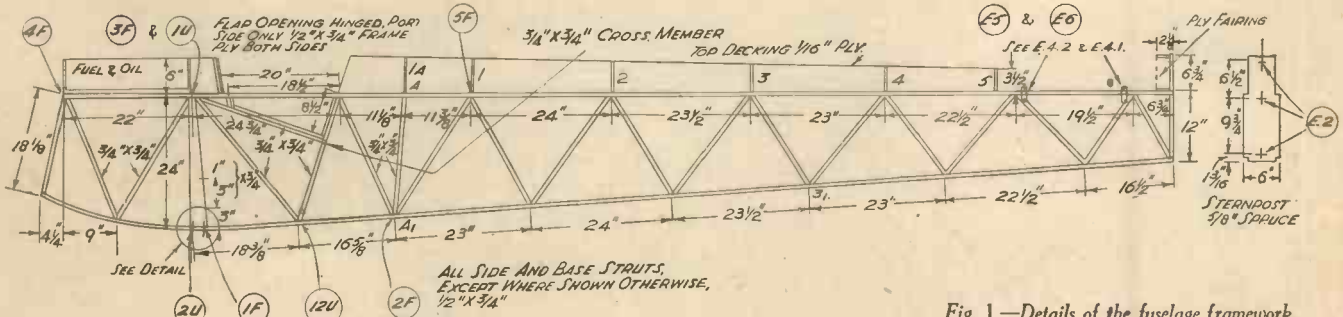 4F
3F & 1U
FLAP OPENING HINGED, PORT
SIDE ONLY 1/2"X 3/4" FRAME
PLY BOTH SIDES
5F
3/4"X 3/4" CROSS MEMBER
TOP DECKING 1/16" PLY.
E5 & E6
SEE E.4.2 & E.4.1.
PLY FAIRING
FUEL & OIL
6"
20"
18 1/2"
1A
A
1
2
3
4
5
3 1/2"
6 3/4"
6 1/2"
22"
24 3/4"
8 1/2"
11 1/8"
11 3/8"
24"
23 1/2"
23"
22 1/2"
19 1/2"
6 3/4"
12"
9 3/4"
E.2
18 1/8"
3/4"X 3/4"
24"
3/4"X 3/4"
1"
5"
X 3/4"
3"
1 3/16"
6"
STERNPOST
5/8" SPRUCE
4 1/4"
9"
SEE DETAIL
18 3/8"
16 5/8"
A1
23"
24"
23 1/2"
31
23"
22 1/2"
16 1/2"
2U
1F
12U
2F
ALL SIDE AND BASE STRUTS,
EXCEPT WHERE SHOWN OTHERWISE,
1/2"X 3/4"
Fig. 1.—Details of the fuselage framework